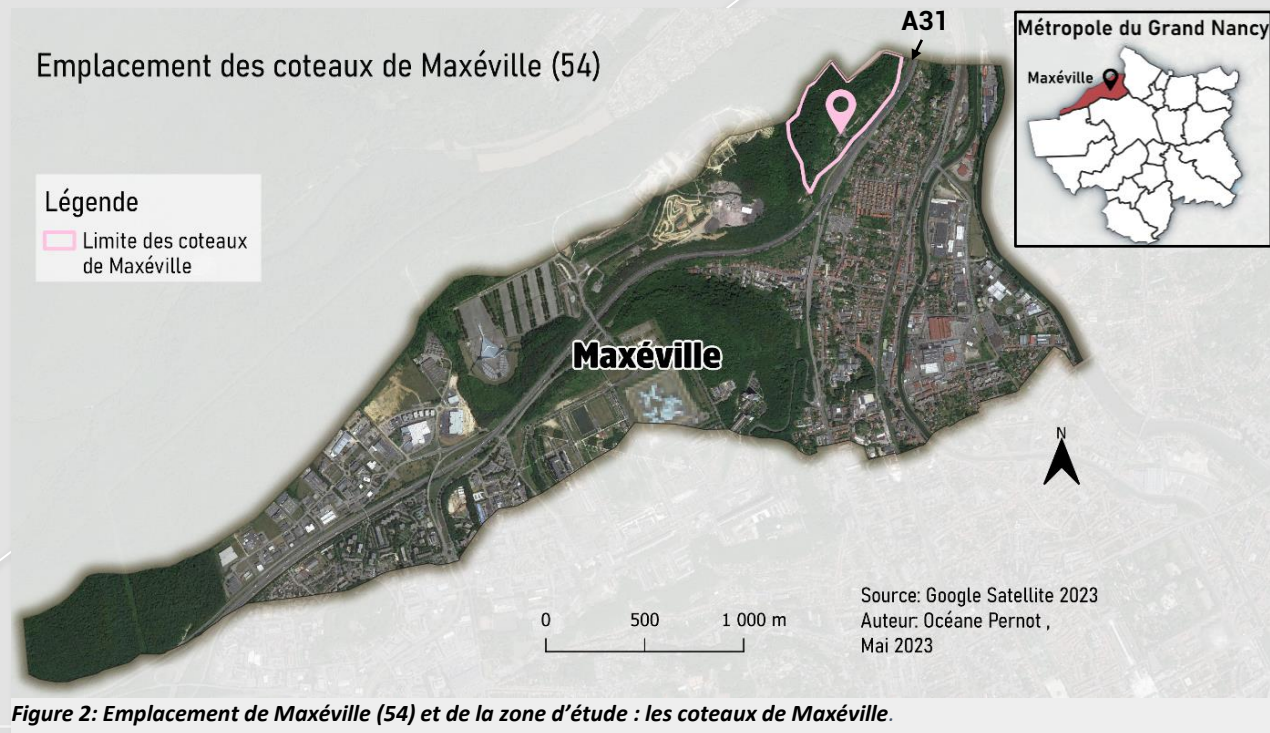 A31
Emplacement des coteaux de Maxéville (54)
Métropole du Grand Nancy
Maxéville
Légende
Limite des coteaux
de Maxéville
Maxéville
N
0 500 1 000 m
Source: Google Satellite 2023
Auteur: Océane Pernot ,
Mai 2023
Figure 2: Emplacement de Maxéville (54) et de la zone d’étude : les coteaux de Maxéville.